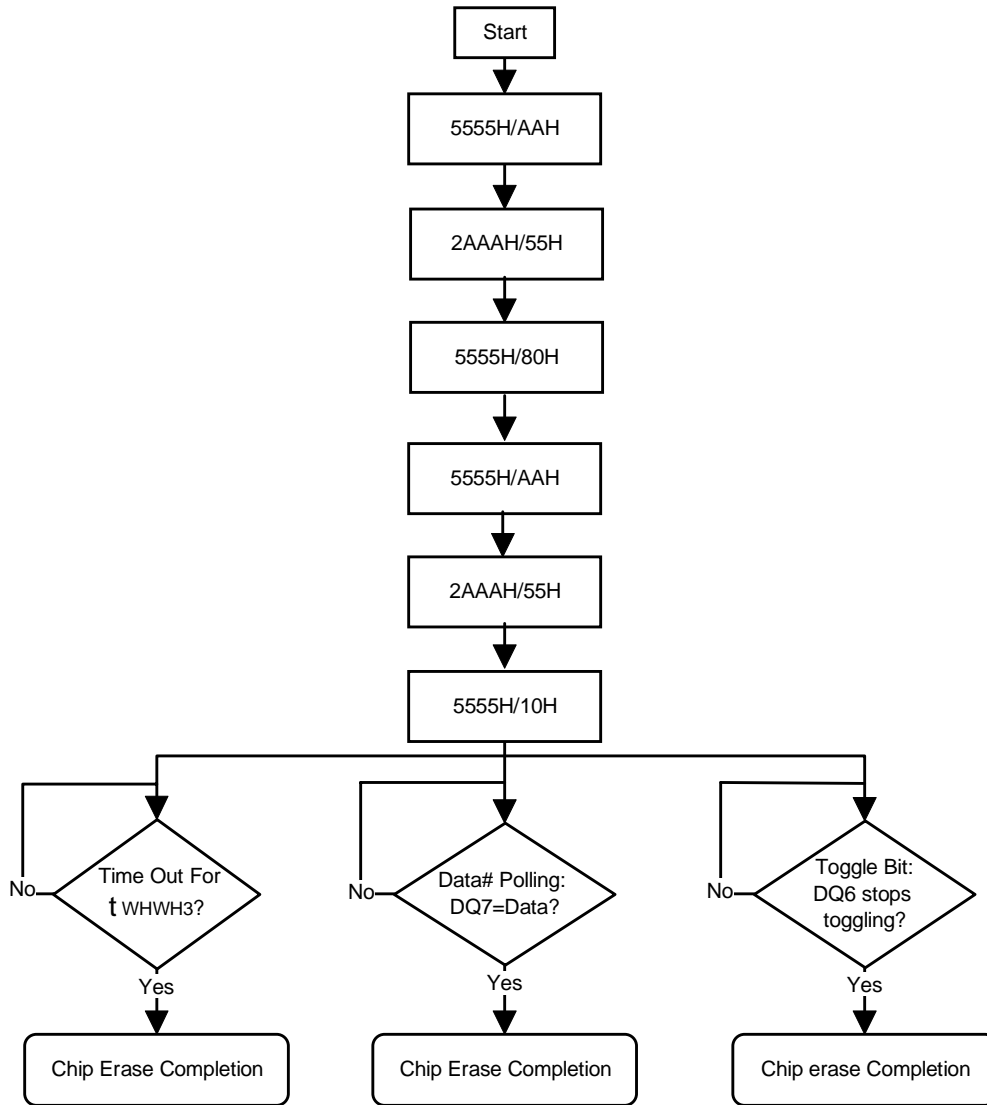 Start
5555H/AAH
2AAAH/55H
5555H/80H
5555H/AAH
2AAAH/55H
5555H/10H
Time Out For
t WHWH3?
No
Yes
Chip Erase Completion
Data# Polling:
DQ7=Data?
No
Yes
Chip Erase Completion
Toggle Bit:
DQ6 stops
toggling?
No
Yes
Chip erase Completion